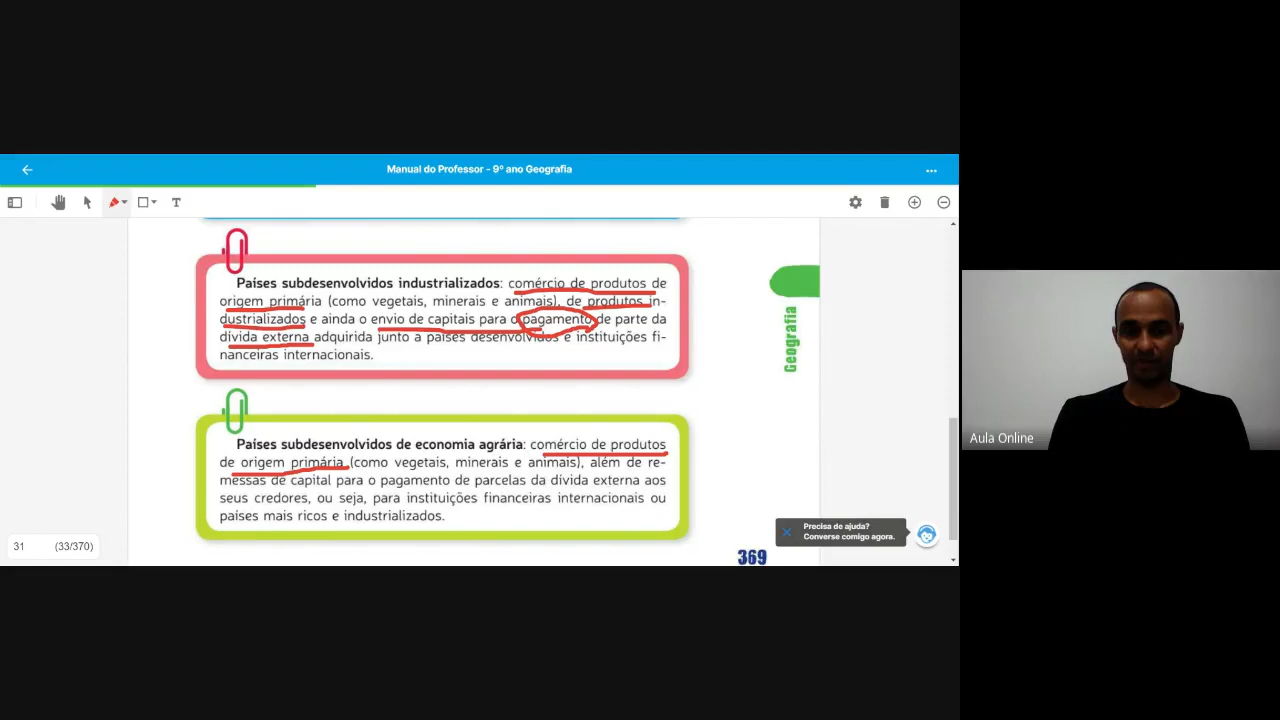 Manual do Professor - 9º ano Geografia
T
Países subdesenvolvidos industrializados: comércio de produtos de
origem primária (como vegetais, minerais e animais), de produtos in-
dustrializados e ainda o envio de capitais para o pagamento de parte da
dívida externa adquirida junto a países desenvolvidos e instituições fi-
nanceiras internacionais.
Geografia
Países subdesenvolvidos de economia agrária: comércio de produtos
de origem primária (como vegetais, minerais e animais), além de re-
messas de capital para o pagamento de parcelas da dívida externa aos
seus credores, ou seja, para instituições financeiras internacionais ou
países mais ricos e industrializados.
Aula Online
Precisa de ajuda?
Converse comigo agora.
31 (33/370)
369